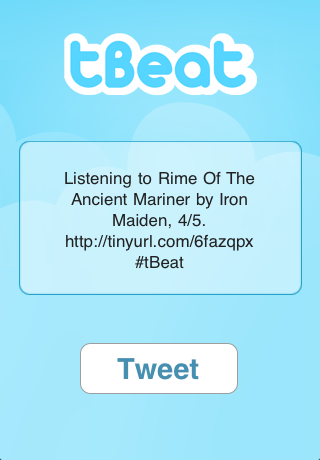 tBeat
Listening to Rime Of The
Ancient Mariner by Iron
Maiden, 4/5.
http://tinyurl.com/6fazqpx
#tBeat
Tweet